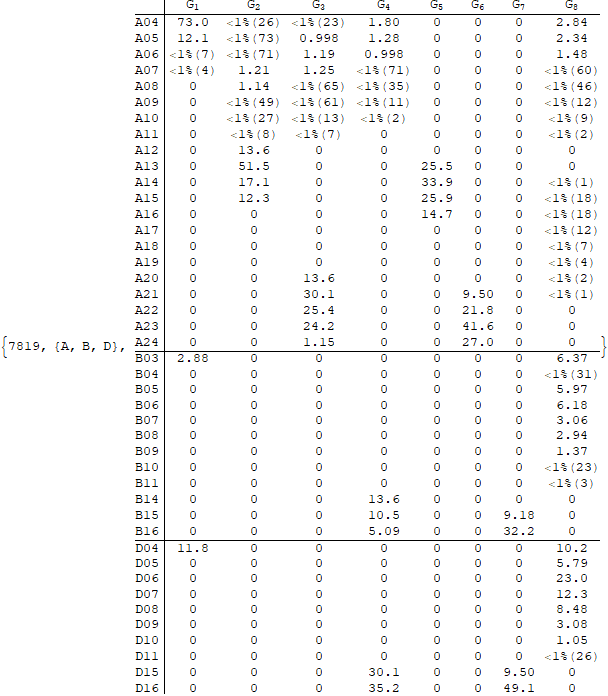 G₁ G₂ G₃ G₄ G₅ G₆ G₇ G₈
A04 73.0 <1%(26) <1%(23) 1.80 0 0 0 2.84
A05 12.1 <1%(73) 0.998 1.28 0 0 0 2.34
A06 <1%(7) <1%(71) 1.19 0.998 0 0 0 1.48
A07 <1%(4) 1.21 1.25 <1%(71) 0 0 0 <1%(60)
A08 0 1.14 <1%(65) <1%(35) 0 0 0 <1%(46)
A09 0 <1%(49) <1%(61) <1%(11) 0 0 0 <1%(12)
A10 0 <1%(27) <1%(13) <1%(2) 0 0 0 <1%(9)
A11 0 <1%(8) <1%(7) 0 0 0 0 <1%(2)
A12 0 13.6 0 0 0 0 0 0
A13 0 51.5 0 0 25.5 0 0 0
A14 0 17.1 0 0 33.9 0 0 <1%(1)
A15 0 12.3 0 0 25.9 0 0 <1%(18)
A16 0 0 0 0 14.7 0 0 <1%(18)
A17 0 0 0 0 0 0 0 <1%(12)
A18 0 0 0 0 0 0 0 <1%(7)
A19 0 0 0 0 0 0 0 <1%(4)
A20 0 0 13.6 0 0 0 0 <1%(2)
A21 0 0 30.1 0 0 9.50 0 <1%(1)
A22 0 0 25.4 0 0 21.8 0 0
A23 0 0 24.2 0 0 41.6 0 0
{7819, {A, B, D}, A24 0 0 1.15 0 0 27.0 0 0 }
B03 2.88 0 0 0 0 0 0 6.37
B04 0 0 0 0 0 0 0 <1%(31)
B05 0 0 0 0 0 0 0 5.97
B06 0 0 0 0 0 0 0 6.18
B07 0 0 0 0 0 0 0 3.06
B08 0 0 0 0 0 0 0 2.94
B09 0 0 0 0 0 0 0 1.37
B10 0 0 0 0 0 0 0 <1%(23)
B11 0 0 0 0 0 0 0 <1%(3)
B14 0 0 0 13.6 0 0 0 0
B15 0 0 0 10.5 0 0 9.18 0
B16 0 0 0 5.09 0 0 32.2 0
D04 11.8 0 0 0 0 0 0 10.2
D05 0 0 0 0 0 0 0 5.79
D06 0 0 0 0 0 0 0 23.0
D07 0 0 0 0 0 0 0 12.3
D08 0 0 0 0 0 0 0 8.48
D09 0 0 0 0 0 0 0 3.08
D10 0 0 0 0 0 0 0 1.05
D11 0 0 0 0 0 0 0 <1%(26)
D15 0 0 0 30.1 0 0 9.50 0
D16 0 0 0 35.2 0 0 49.1 0